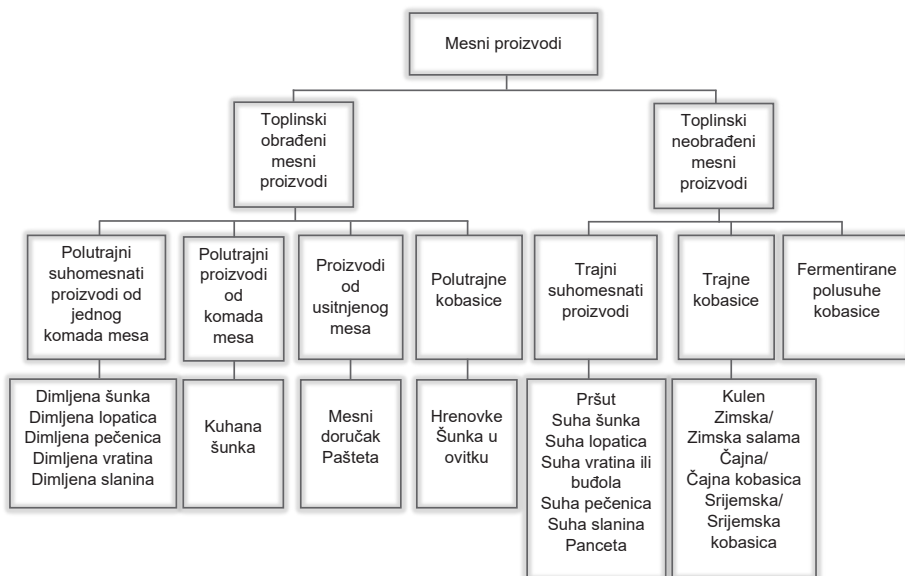 Mesni proizvodi
Toplinski
obrađeni
mesni
proizvodi
Toplinski
neobrađeni
mesni
proizvodi
Polutrajni
suhomesnati
proizvodi od
jednog
komada mesa
Polutrajni
proizvodi
od
komada
mesa
Proizvodi
od
usitnjenog
mesa
Polutrajne
kobasice
Trajni
suhomesnati
proizvodi
Trajne
kobasice
Fermentirane
polusuhe
kobasice
Dimljena šunka
Dimljena lopatica
Dimljena pečenica
Dimljena vratina
Dimljena slanina
Kuhana
šunka
Mesni
doručak
Pašteta
Hrenovke
Šunka u
ovitku
Pršut
Suha šunka
Suha lopatica
Suha vratina ili
buđola
Suha pečenica
Suha slanina
Panceta
Kulen
Zimska/
Zimska salama
Čajna/
Čajna kobasica
Srijemska/
Srijemska
kobasica